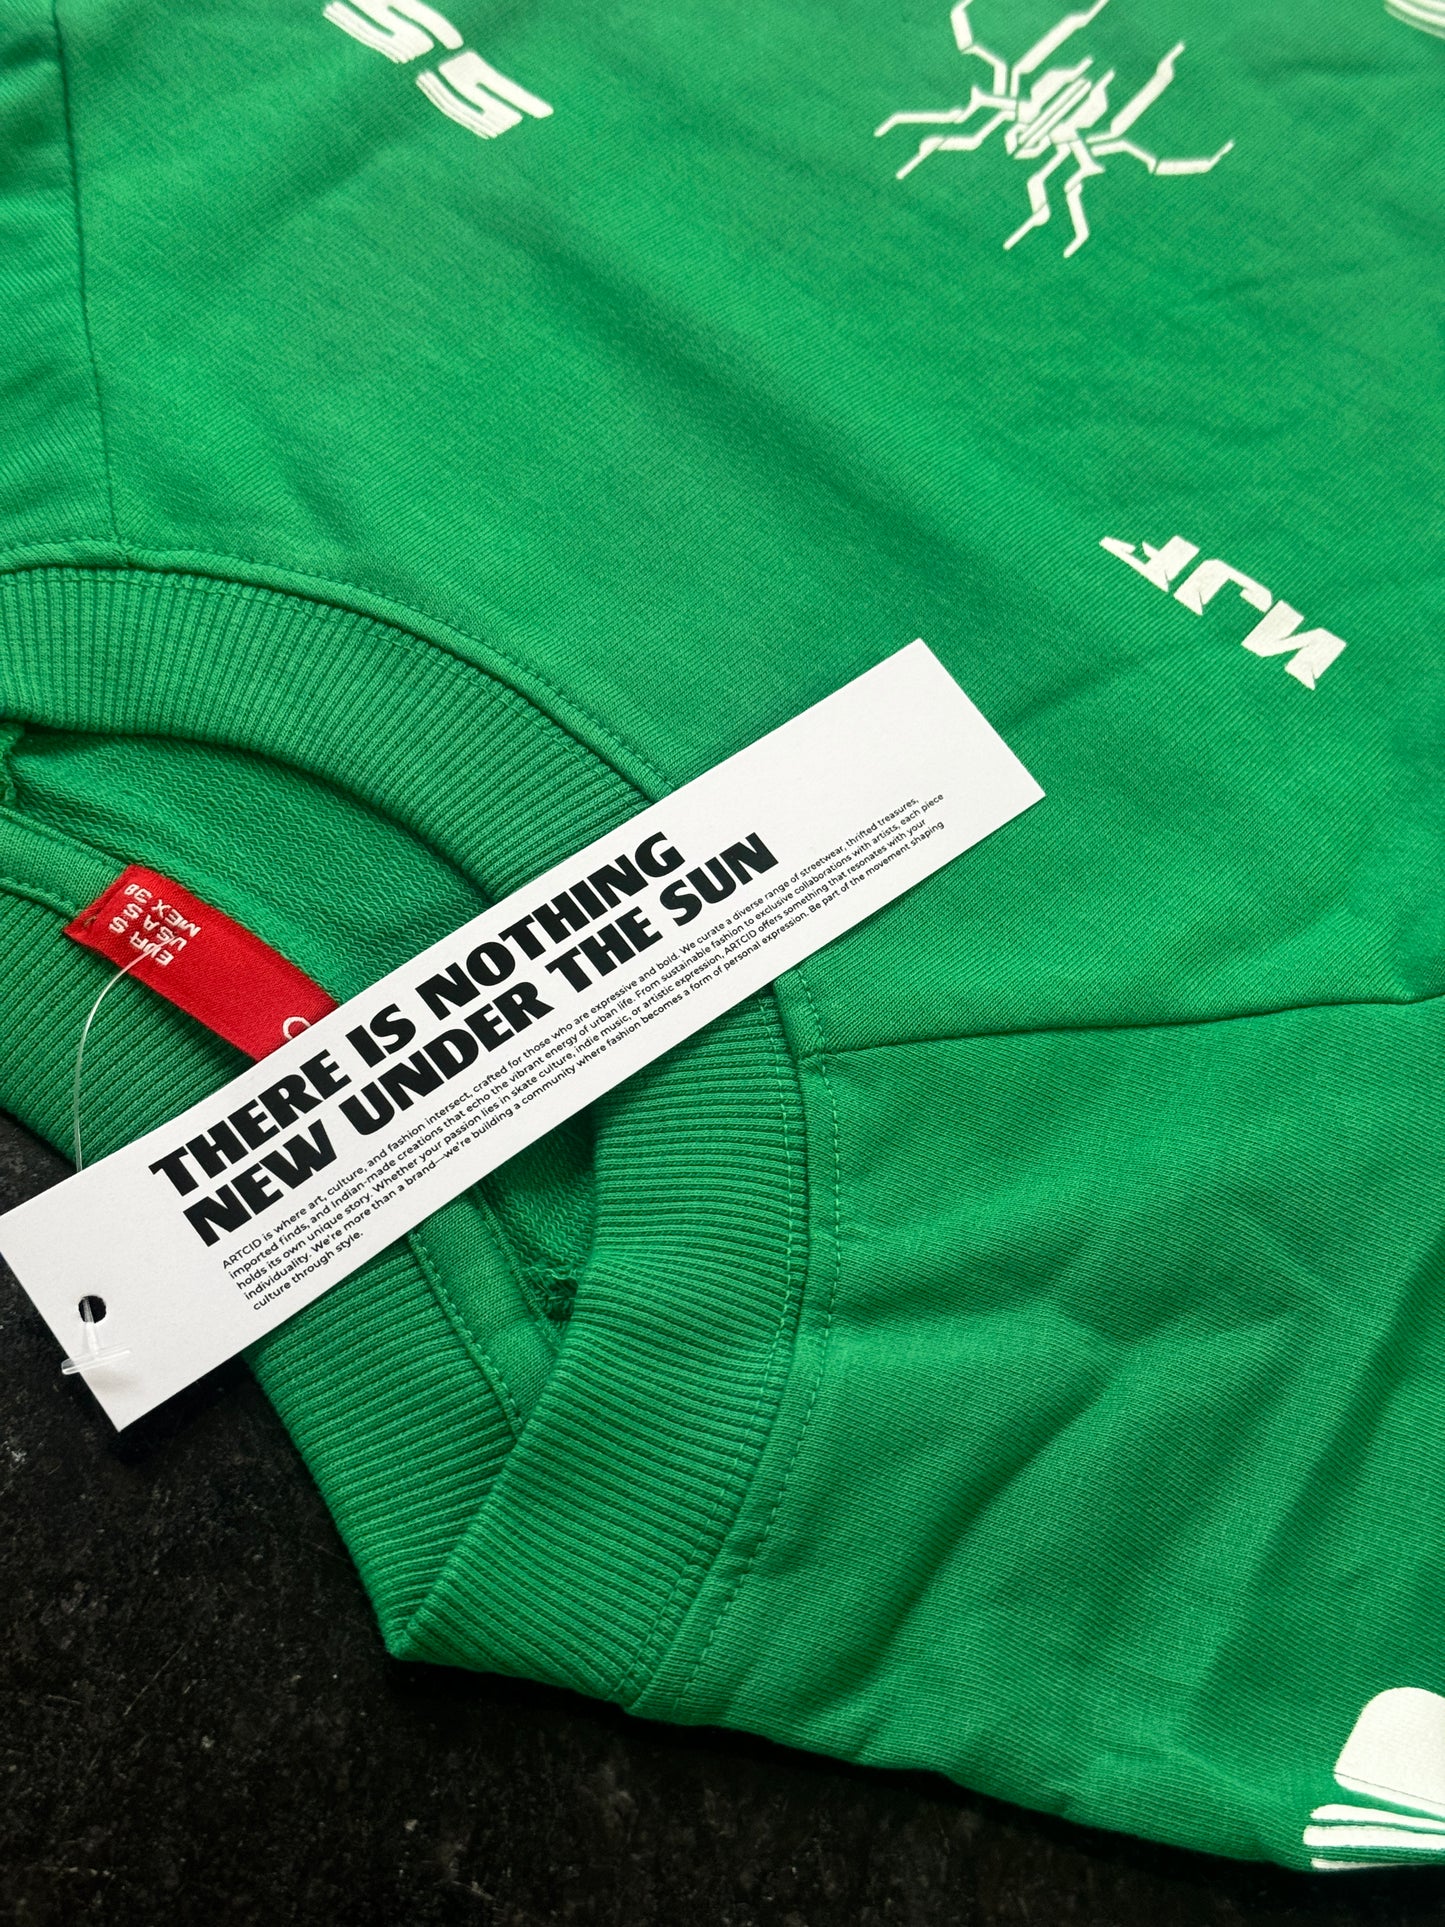 SS
NJF
EUR S
USA S
MEX 38
THERE IS NOTHING
NEW UNDER THE SUN
ARTCID is where art, culture, and fashion intersect, crafted for those who are expressive and bold. We curate a diverse range of streetwear, thrifted treasures,
imported finds, and Indian-made creations that echo the vibrant energy of urban life. From sustainable fashion to exclusive collaborations with artists, each piece
holds its own unique story. Whether your passion lies in skate culture, indie music, or artistic expression, ARTCID offers something that resonates with your
individuality. We're more than a brand—we're building a community where fashion becomes a form of personal expression. Be part of the movement shaping
culture through style.